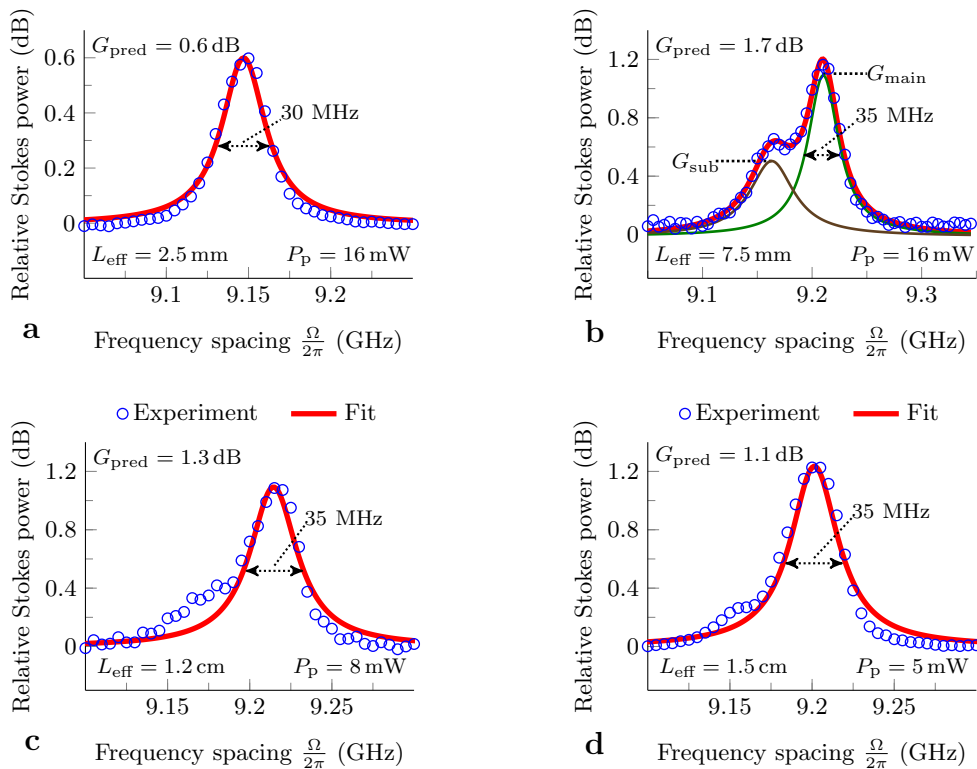 Relative Stokes power (dB)
G_pred = 0.6 dB
0.6
0.4
0.2
0
30 MHz
L_eff = 2.5 mm
P_p = 16 mW
9.1
9.15
9.2
a
Frequency spacing Ω/2π (GHz)
Relative Stokes power (dB)
G_pred = 1.7 dB
1.2
0.8
0.4
0
G_main
35 MHz
G_sub
L_eff = 7.5 mm
P_p = 16 mW
9.1
9.2
9.3
b
Frequency spacing Ω/2π (GHz)
Experiment Fit
Relative Stokes power (dB)
G_pred = 1.3 dB
1.2
0.8
0.4
0
35 MHz
L_eff = 1.2 cm
P_p = 8 mW
9.15
9.2
9.25
c
Frequency spacing Ω/2π (GHz)
Experiment Fit
Relative Stokes power (dB)
G_pred = 1.1 dB
1.2
0.8
0.4
0
35 MHz
L_eff = 1.5 cm
P_p = 5 mW
9.15
9.2
9.25
d
Frequency spacing Ω/2π (GHz)